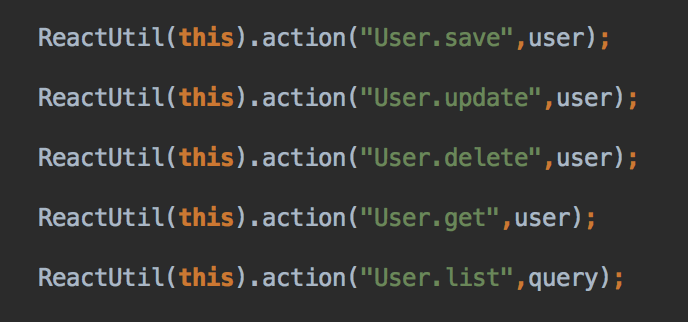 ReactUtil(this).action("User.save",user);
ReactUtil(this).action("User.update",user);
ReactUtil(this).action("User.delete",user);
ReactUtil(this).action("User.get",user);
ReactUtil(this).action("User.list",query);